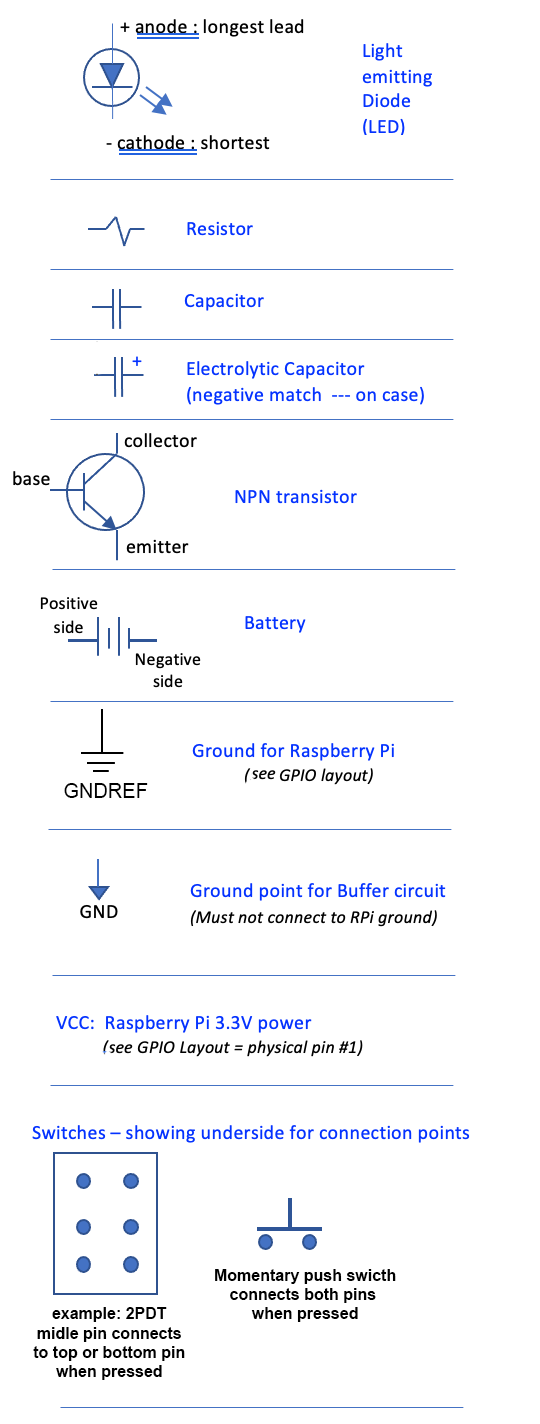 + anode : longest lead
Light
emitting
Diode
(LED)
- cathode : shortest
Resistor
Capacitor
+
Electrolytic Capacitor
(negative match --- on case)
collector
base
NPN transistor
emitter
Positive
side
Battery
Negative
side
Ground for Raspberry Pi
(see GPIO layout)
GNDREF
Ground point for Buffer circuit
(Must not connect to RPi ground)
GND
VCC: Raspberry Pi 3.3V power
(see GPIO Layout = physical pin #1)
Switches – showing underside for connection points
example: 2PDT
midle pin connects
to top or bottom pin
when pressed
Momentary push swicth
connects both pins
when pressed